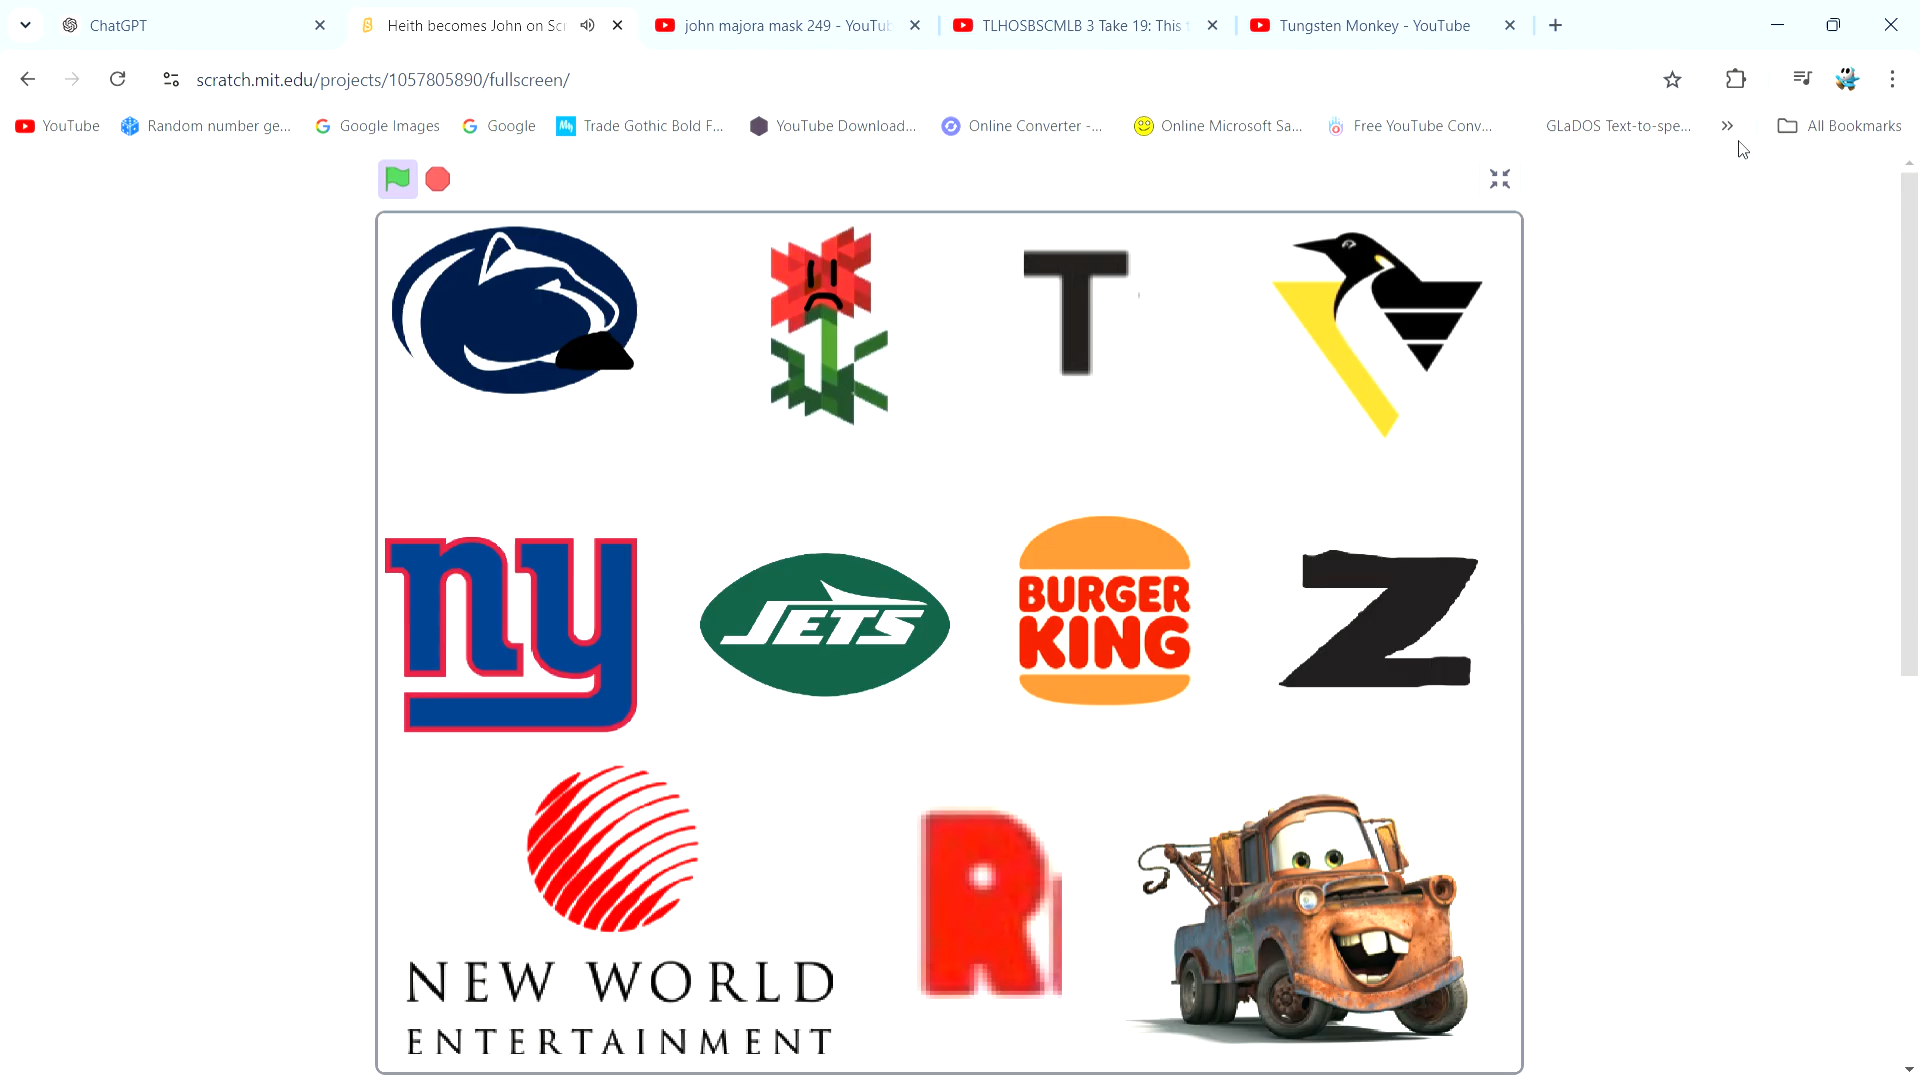 ChatGPT
Heith becomes John on Scr
john majora mask 249 - YouTub
TLHOSBSCMLB 3 Take 19: This t
Tungsten Monkey - YouTube
scratch.mit.edu/projects/1057805890/fullscreen/
YouTube
Random number ge...
Google Images
Google
Trade Gothic Bold F...
YouTube Download...
Online Converter -...
Online Microsoft Sa...
Free YouTube Conv...
GLaDOS Text-to-spe...
All Bookmarks
T
ny
JETS
BURGER
KING
Z
NEW WORLD
ENTERTAINMENT
R